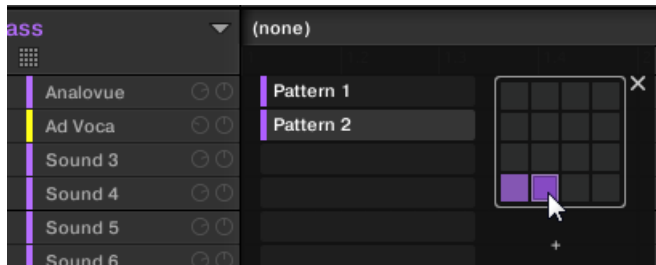 ass
(none)
Analovue
Pattern 1
Ad Voca
Pattern 2
Sound 3
Sound 4
Sound 5
Sound 6